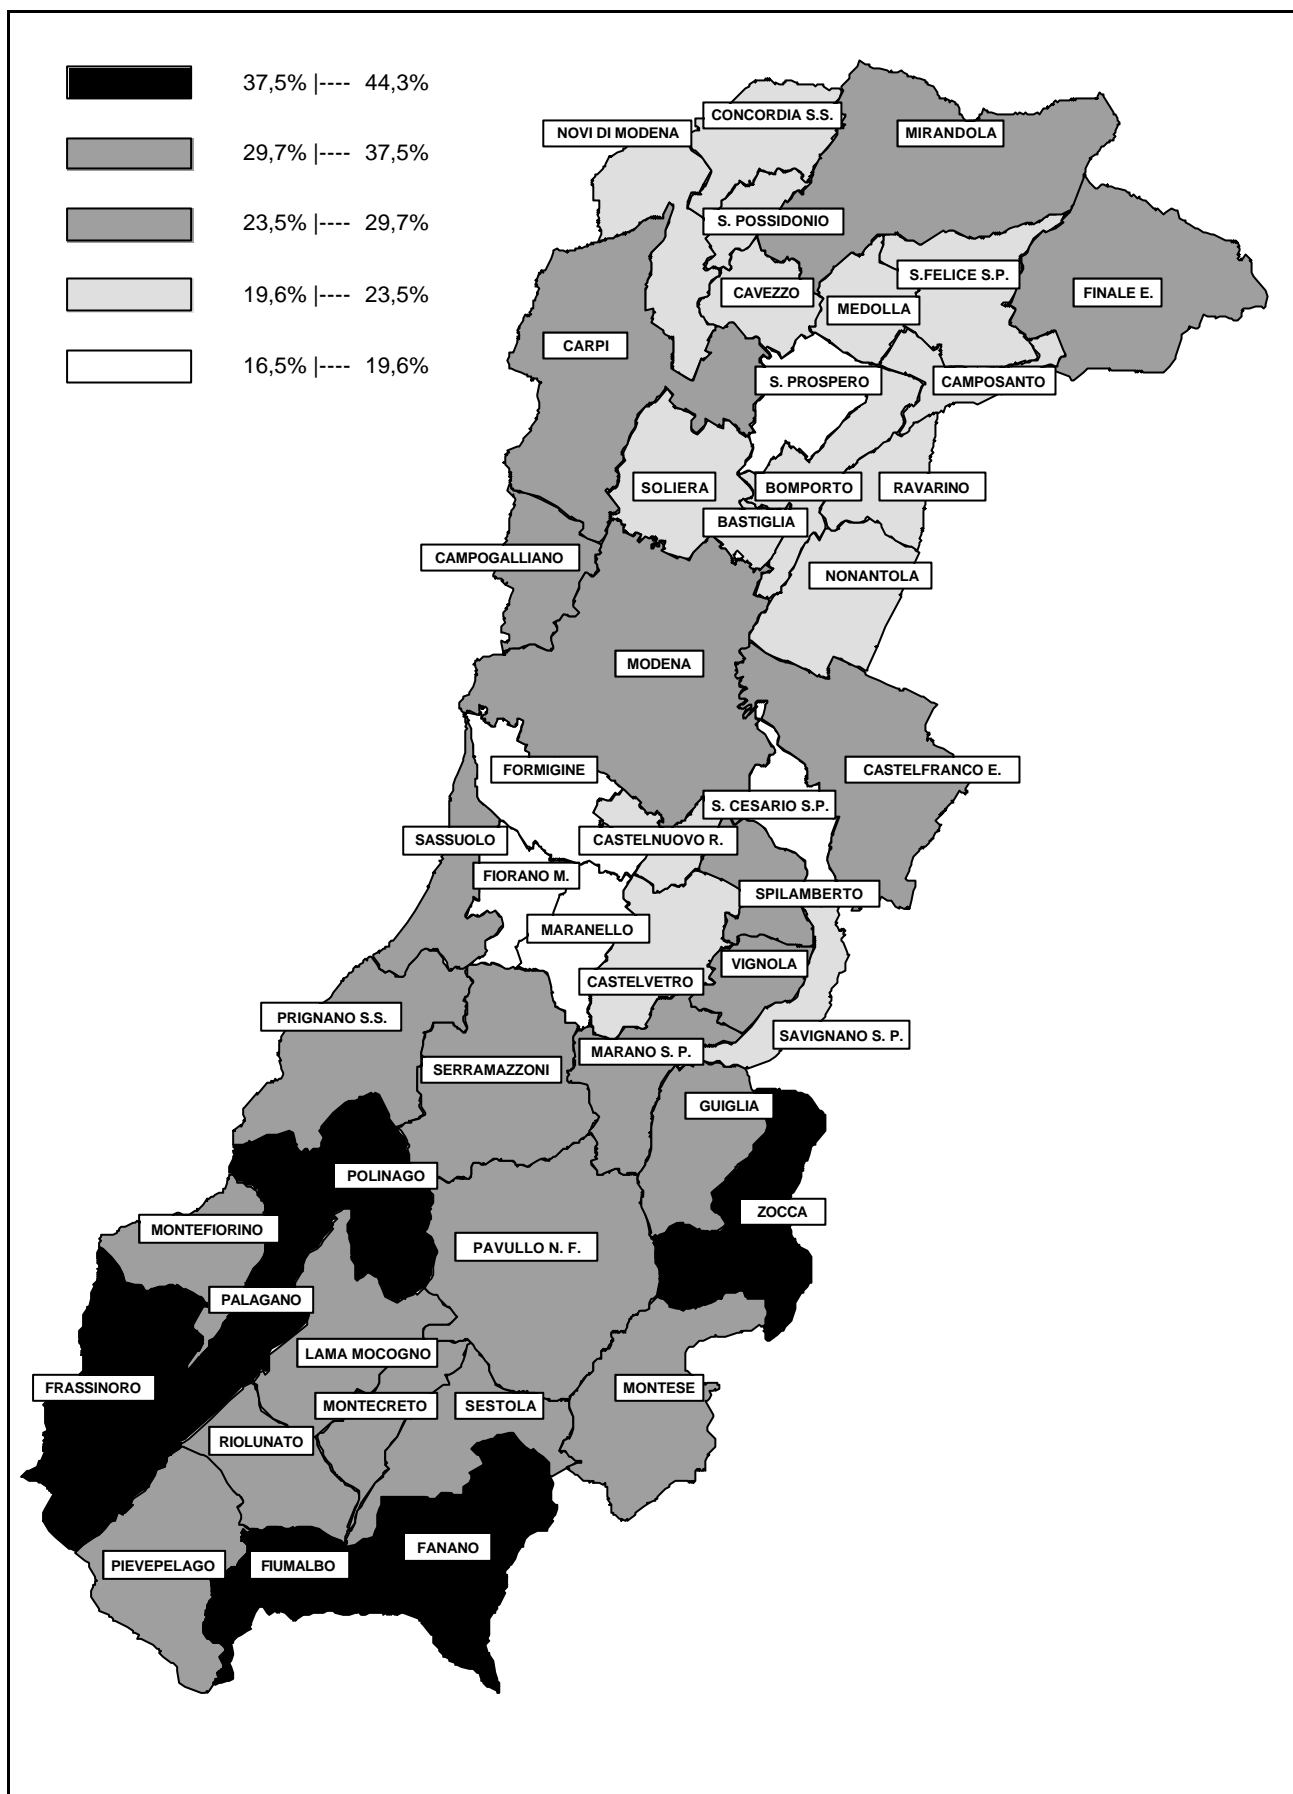 37,5% |---- 44,3%
29,7% |---- 37,5%
23,5% |---- 29,7%
19,6% |---- 23,5%
16,5% |---- 19,6%
CONCORDIA S.S.
NOVI DI MODENA
MIRANDOLA
S. POSSIDONIO
S.FELICE S.P.
CAVEZZO
FINALE E.
MEDOLLA
CARPI
S. PROSPERO
CAMPOSANTO
SOLIERA
BOMPORTO
RAVARINO
BASTIGLIA
CAMPOGALLIANO
NONANTOLA
MODENA
FORMIGINE
CASTELFRANCO E.
S. CESARIO S.P.
SASSUOLO
CASTELNUOVO R.
FIORANO M.
SPILAMBERTO
MARANELLO
VIGNOLA
CASTELVETRO
PRIGNANO S.S.
SAVIGNANO S. P.
MARANO S. P.
SERRAMAZZONI
GUIGLIA
POLINAGO
ZOCCA
MONTEFIORINO
PAVULLO N. F.
PALAGANO
LAMA MOCOGNO
FRASSINORO
MONTESE
MONTECRETO
SESTOLA
RIOLUNATO
FANANO
PIEVEPELAGO
FIUMALBO